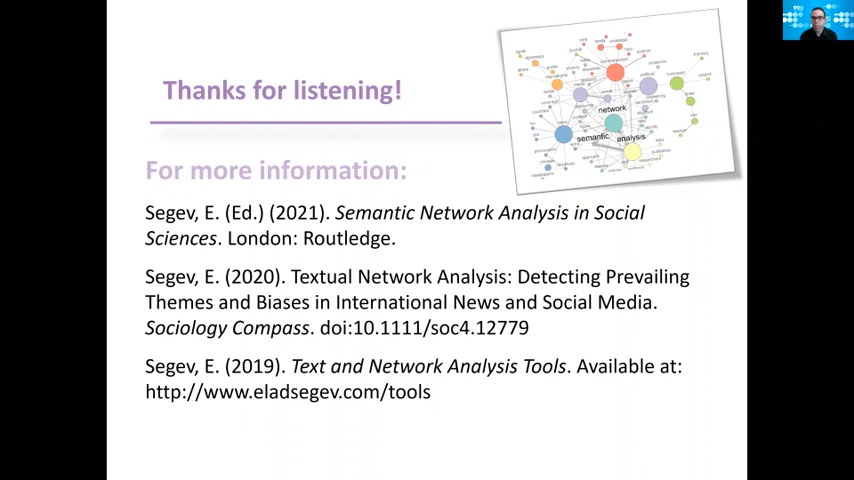 Thanks for listening!
For more information:
Segev, E. (Ed.) (2021). Semantic Network Analysis in Social
Sciences. London: Routledge.
Segev, E. (2020). Textual Network Analysis: Detecting Prevailing
Themes and Biases in International News and Social Media.
Sociology Compass. doi:10.1111/soc4.12779
Segev, E. (2019). Text and Network Analysis Tools. Available at:
http://www.eladsegev.com/tools
network
semantic analysis